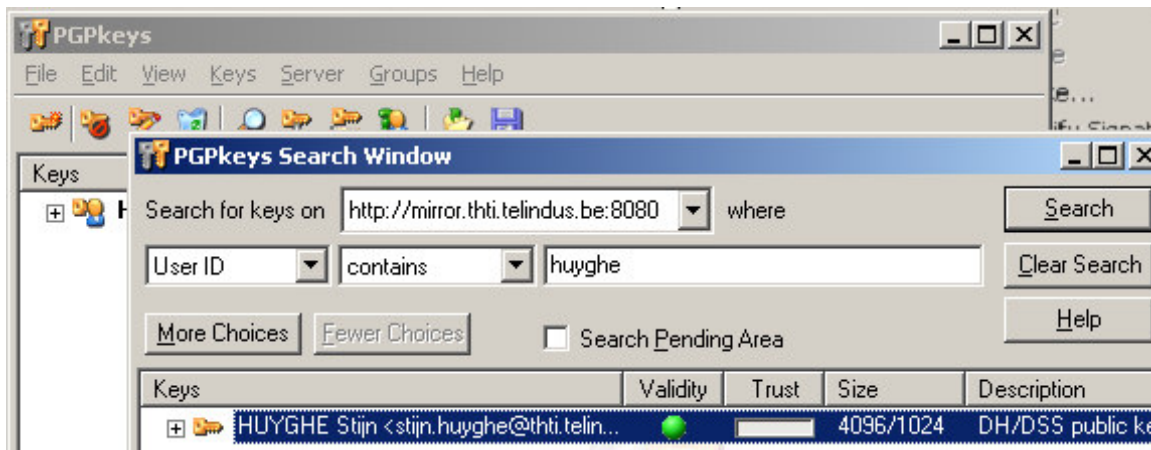 PGPkeys
File Edit View Keys Server Groups Help
PGPkeys Search Window
Keys
Search for keys on http://mirror.thti.telindus.be:8080 where Search
User ID contains huyghe Clear Search
More Choices Fewer Choices Search Pending Area Help
Keys Validity Trust Size Description
HUYGHE Stijn <stijn.huyghe@thti.telin... 4096/1024 DH/DSS public ke